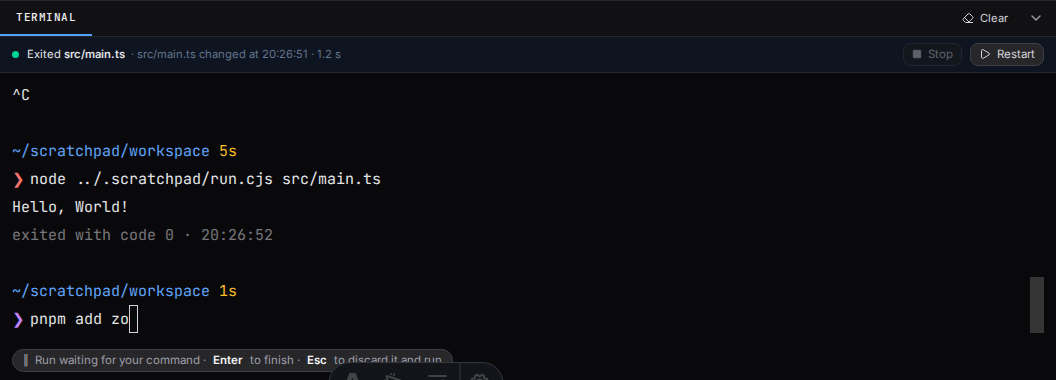 TERMINAL
Clear
Exited src/main.ts · src/main.ts changed at 20:26:51 · 1.2 s
Stop
Restart
^C
~/scratchpad/workspace 5s
❯ node ../.scratchpad/run.cjs src/main.ts
Hello, World!
exited with code 0 · 20:26:52
~/scratchpad/workspace 1s
❯ pnpm add zo
Run waiting for your command · Enter to finish · Esc to discard it and run